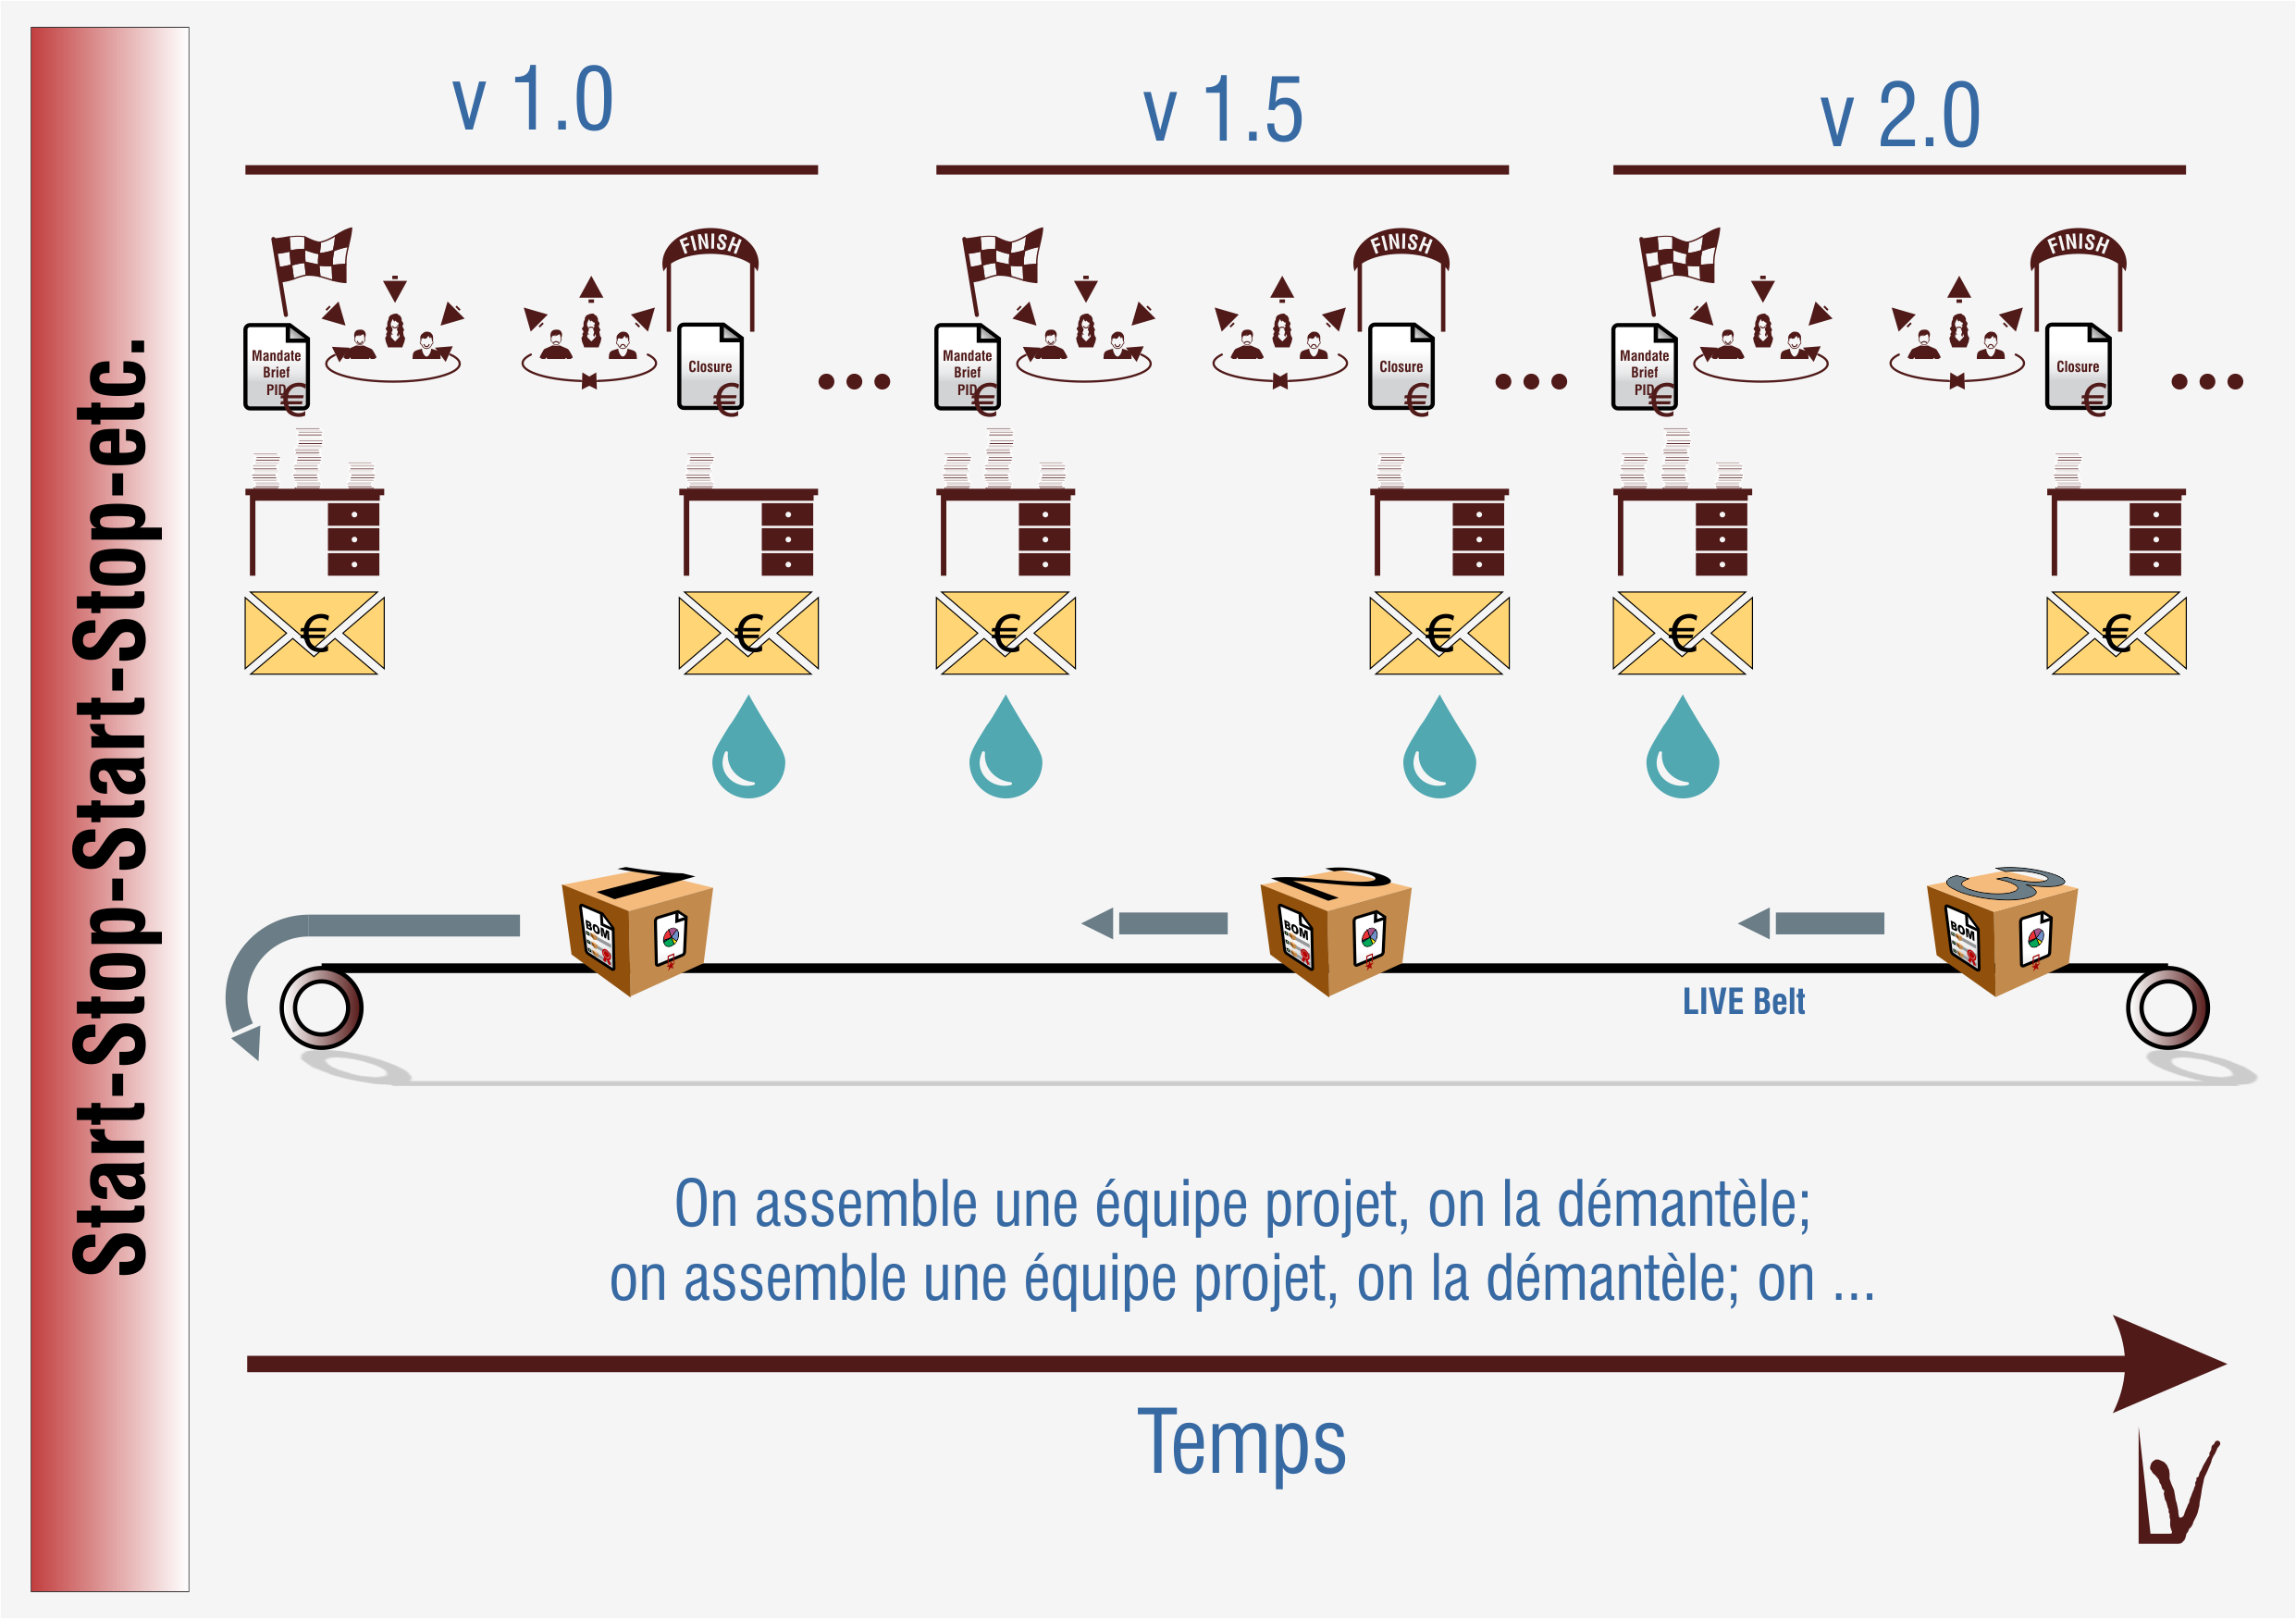 Start-Stop-Start-Stop-etc.
v 1.0
v 1.5
v 2.0
FINISH
FINISH
FINISH
Mandate
Brief
PID
€
Closure
€
Mandate
Brief
PID
€
Closure
€
Mandate
Brief
PID
€
Closure
€
€
€
€
€
€
€
1
2
3
BOM
BOM
BOM
LIVE Belt
On assemble une équipe projet, on la démantèle;
on assemble une équipe projet, on la démantèle; on ...
Temps